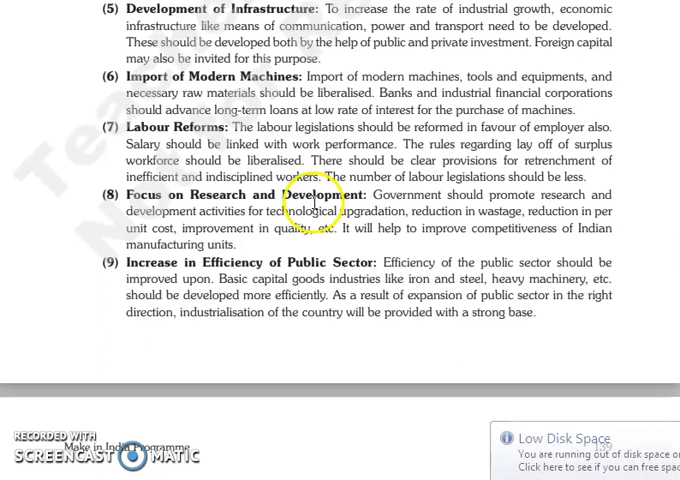 (5) Development of Infrastructure: To increase the rate of industrial growth, economic
infrastructure like means of communication, power and transport need to be developed.
These should be developed both by the help of public and private investment. Foreign capital
may also be invited for this purpose.
(6) Import of Modern Machines: Import of modern machines, tools and equipments, and
necessary raw materials should be liberalised. Banks and industrial financial corporations
should advance long-term loans at low rate of interest for the purchase of machines.
(7) Labour Reforms: The labour legislations should be reformed in favour of employer also.
Salary should be linked with work performance. The rules regarding lay off of surplus
workforce should be liberalised. There should be clear provisions for retrenchment of
inefficient and indisciplined workers. The number of labour legislations should be less.
(8) Focus on Research and Development: Government should promote research and
development activities for technological upgradation, reduction in wastage, reduction in per
unit cost, improvement in quality, etc. It will help to improve competitiveness of Indian
manufacturing units.
(9) Increase in Efficiency of Public Sector: Efficiency of the public sector should be
improved upon. Basic capital goods industries like iron and steel, heavy machinery, etc.
should be developed more efficiently. As a result of expansion of public sector in the right
direction, industrialisation of the country will be provided with a strong base.
Make in India Programme
139
RECORDED WITH
SCREENCAST MATIC
Low Disk Space
You are running out of disk space o
Click here to see if you can free spa